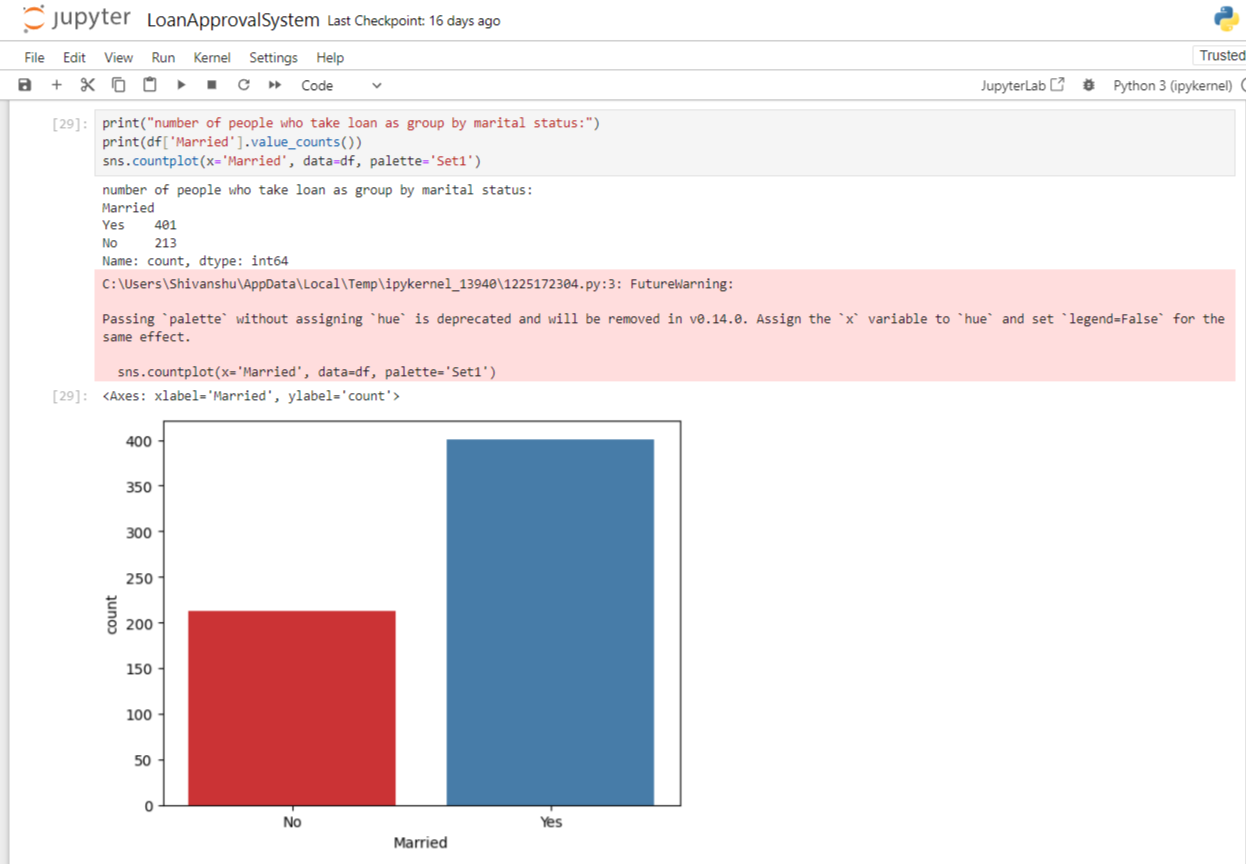 jupyter LoanApprovalSystem Last Checkpoint: 16 days ago
File Edit View Run Kernel Settings Help
Trusted
Code
JupyterLab
Python 3 (ipykernel)
[29]:
print("number of people who take loan as group by marital status:")
print(df['Married'].value_counts())
sns.countplot(x='Married', data=df, palette='Set1')
number of people who take loan as group by marital status:
Married
Yes    401
No     213
Name: count, dtype: int64
C:\Users\Shivanshu\AppData\Local\Temp\ipykernel_13940\1225172304.py:3: FutureWarning:
Passing `palette` without assigning `hue` is deprecated and will be removed in v0.14.0. Assign the `x` variable to `hue` and set `legend=False` for the
same effect.
sns.countplot(x='Married', data=df, palette='Set1')
[29]: <Axes: xlabel='Married', ylabel='count'>
400
350
300
250
200
150
100
50
0
count
No Yes
Married